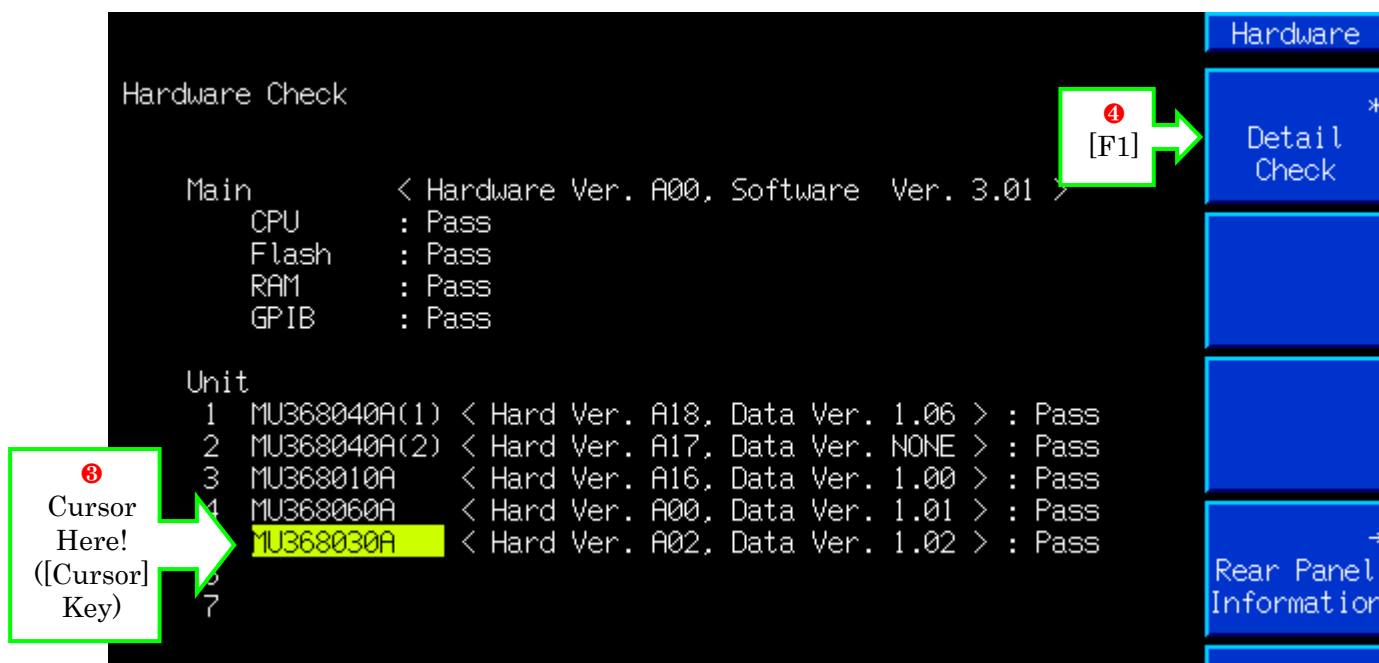 Hardware
Hardware Check
❹
[F1]
*
Detail
Check
Main < Hardware Ver. A00, Software Ver. 3.01 >
CPU : Pass
Flash : Pass
RAM : Pass
GPIB : Pass
Unit
1 MU368040A(1) < Hard Ver. A18, Data Ver. 1.06 > : Pass
2 MU368040A(2) < Hard Ver. A17, Data Ver. NONE > : Pass
3 MU368010A < Hard Ver. A16, Data Ver. 1.00 > : Pass
4 MU368060A < Hard Ver. A00, Data Ver. 1.01 > : Pass
MU368030A < Hard Ver. A02, Data Ver. 1.02 > : Pass
7
❸
Cursor
Here!
([Cursor]
Key)
Rear Panel
Information